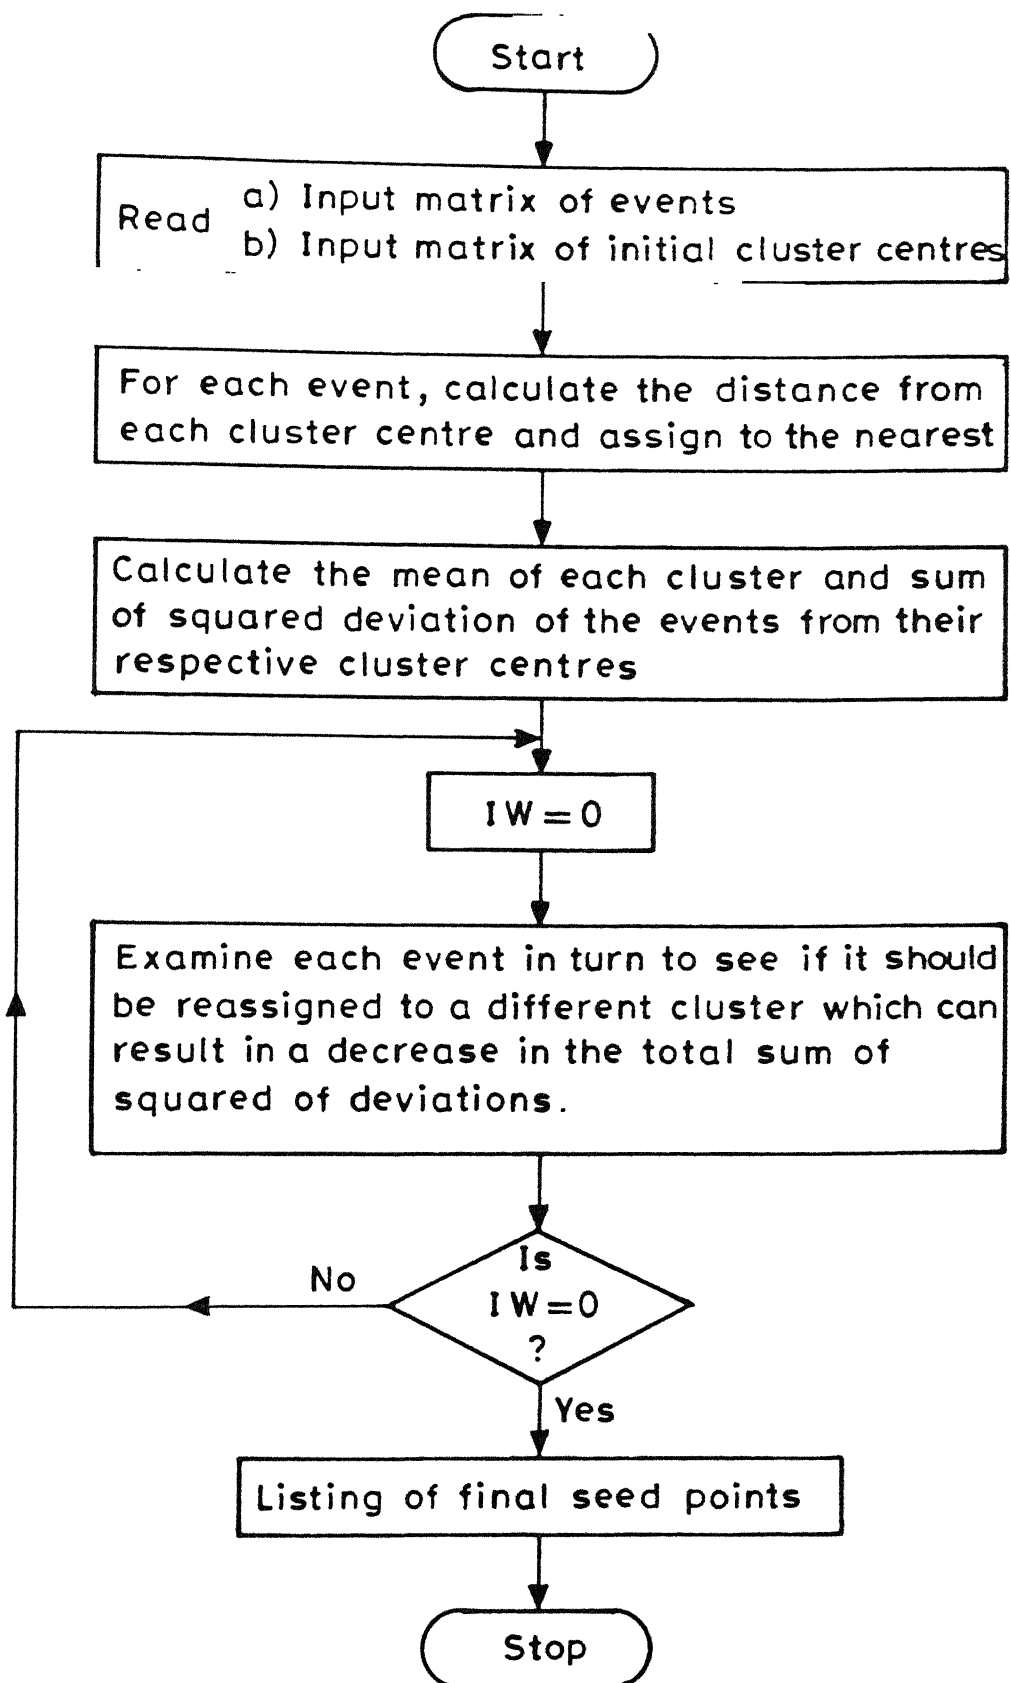 Start
Read
a) Input matrix of events
b) Input matrix of initial cluster centres
For each event, calculate the distance from
each cluster centre and assign to the nearest
Calculate the mean of each cluster and sum
of squared deviation of the events from their
respective cluster centres
IW=0
Examine each event in turn to see if it should
be reassigned to a different cluster which can
result in a decrease in the total sum of
squared of deviations.
Is
IW=0
?
No
Yes
Listing of final seed points
Stop